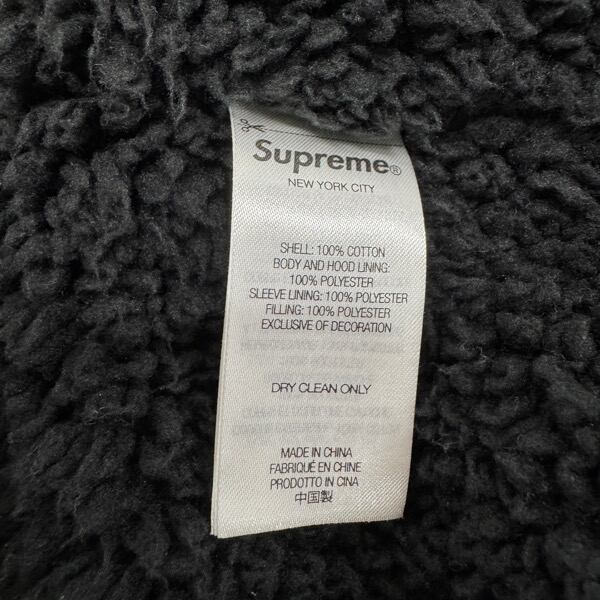 Supreme®
NEW YORK CITY
SHELL: 100% COTTON
BODY AND HOOD LINING:
100% POLYESTER
SLEEVE LINING: 100% POLYESTER
FILLING: 100% POLYESTER
EXCLUSIVE OF DECORATION
DRY CLEAN ONLY
MADE IN CHINA
FABRIQUÉ EN CHINE
PRODOTTO IN CINA
中国製